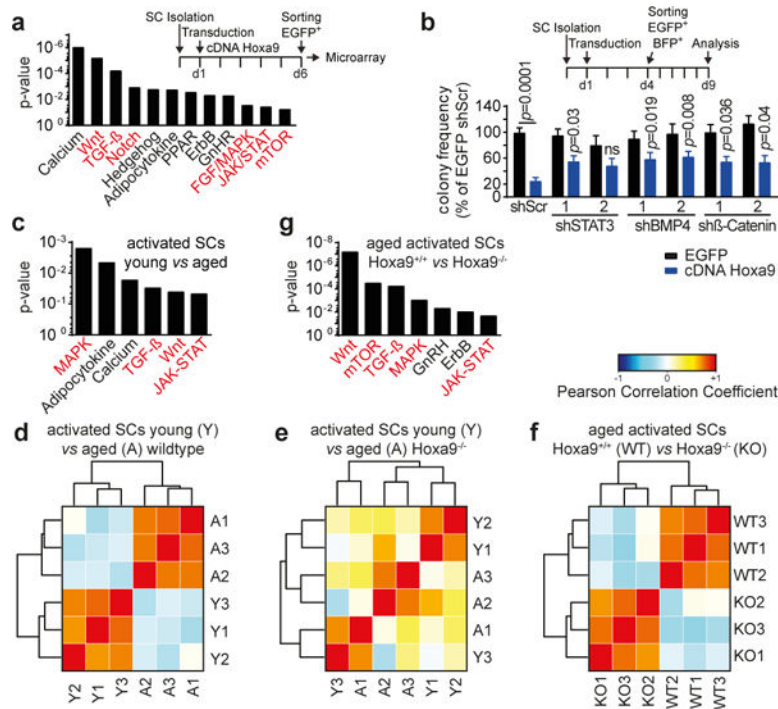 a
SC Isolation
Transduction
cDNA Hoxa9
Sorting
EGFP+
d1
d6
Microarray
p-value
10-6
10-4
10-2
10 0
Calcium
Wnt
TGF-ß
Notch
Hedgehog
Adipocytokine
PPAR
ErbB
GnHR
FGF/MAPK
JAK/STAT
mTOR
b
SC Isolation
Transduction
Sorting
EGFP+
BFP+
Analysis
d1
d4
d9
colony frequency
(% of EGFP shScr)
140
100
60
20
0
p=0.0001
p=0.03
ns
p=0.019
p=0.008
p=0.036
p=0.04
shScr
1 2
shSTAT3
1 2
shBMP4
1 2
shß-Catenin
EGFP
cDNA Hoxa9
c
activated SCs
young vs aged
p-value
10-3
10-2
10-1
10 0
MAPK
Adipocytokine
Calcium
TGF-ß
Wnt
JAK-STAT
g
aged activated SCs
Hoxa9+/+ vs Hoxa9-/-
p-value
10-8
10-6
10-4
10-2
10 0
Wnt
mTOR
TGF-ß
MAPK
GnRH
ErbB
JAK-STAT
-1 0 +1
Pearson Correlation Coefficient
d
activated SCs young (Y)
vs aged (A) wildtype
A1
A3
A2
Y3
Y1
Y2
Y2 Y1 Y3 A2 A3 A1
e
activated SCs young (Y)
vs aged (A) Hoxa9-/-
Y2
Y1
A3
A2
A1
Y3
Y3 A1 A2 A3 Y1 Y2
f
aged activated SCs
Hoxa9+/+ (WT) vs Hoxa9-/- (KO)
WT3
WT1
WT2
KO2
KO3
KO1
KO1 KO3 KO2 WT2 WT1 WT3